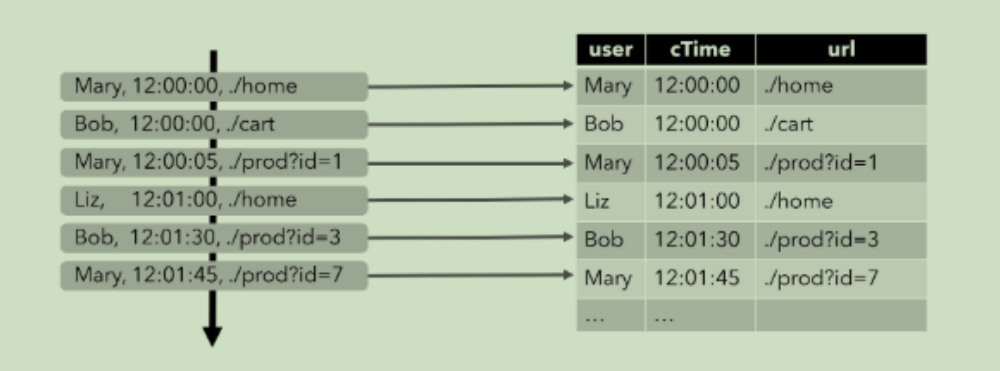 Mary, 12:00:00, ./home
Bob, 12:00:00, ./cart
Mary, 12:00:05, ./prod?id=1
Liz, 12:01:00, ./home
Bob, 12:01:30, ./prod?id=3
Mary, 12:01:45, ./prod?id=7
user cTime url
Mary 12:00:00 ./home
Bob 12:00:00 ./cart
Mary 12:00:05 ./prod?id=1
Liz 12:01:00 ./home
Bob 12:01:30 ./prod?id=3
Mary 12:01:45 ./prod?id=7
... ...